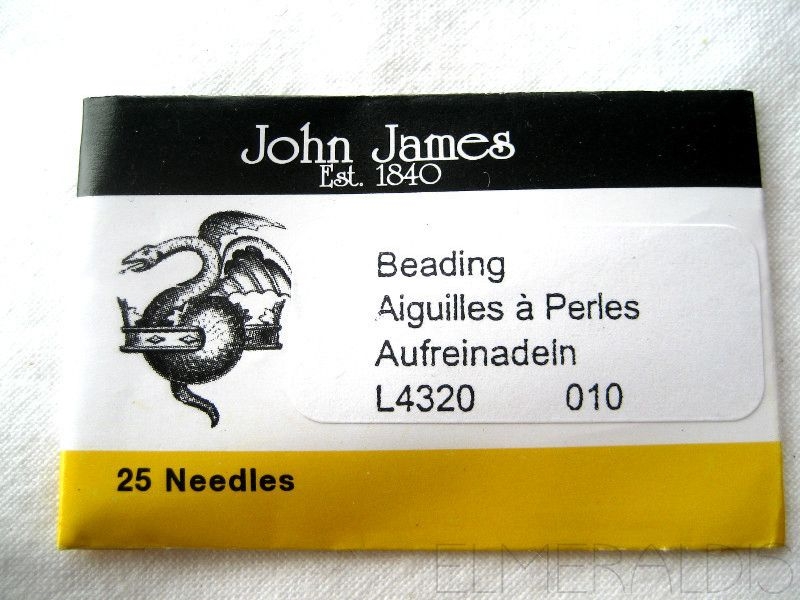 John James
Est. 1840
Beading
Aiguilles à Perles
Aufreinadeln
L4320 010
25 Needles
ELMERALDIS